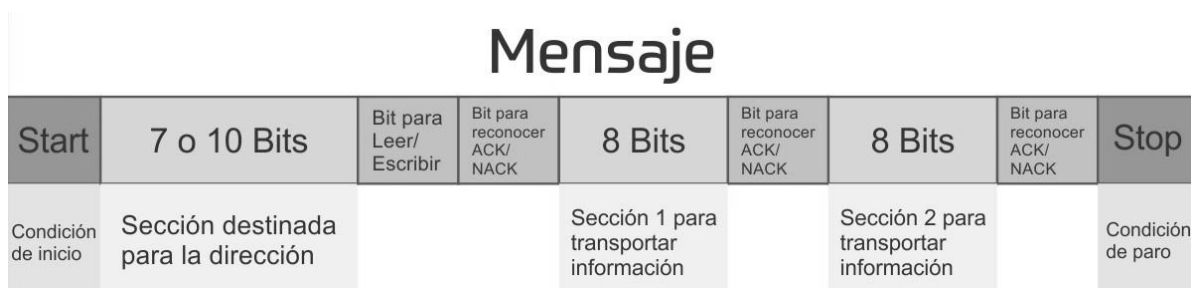 Mensaje
Start
7 o 10 Bits
Bit para
Leer/
Escribir
Bit para
reconocer
ACK/
NACK
8 Bits
Bit para
reconocer
ACK/
NACK
8 Bits
Bit para
reconocer
ACK/
NACK
Stop
Condición
de inicio
Sección destinada
para la dirección
Sección 1 para
transportar
información
Sección 2 para
transportar
información
Condición
de paro